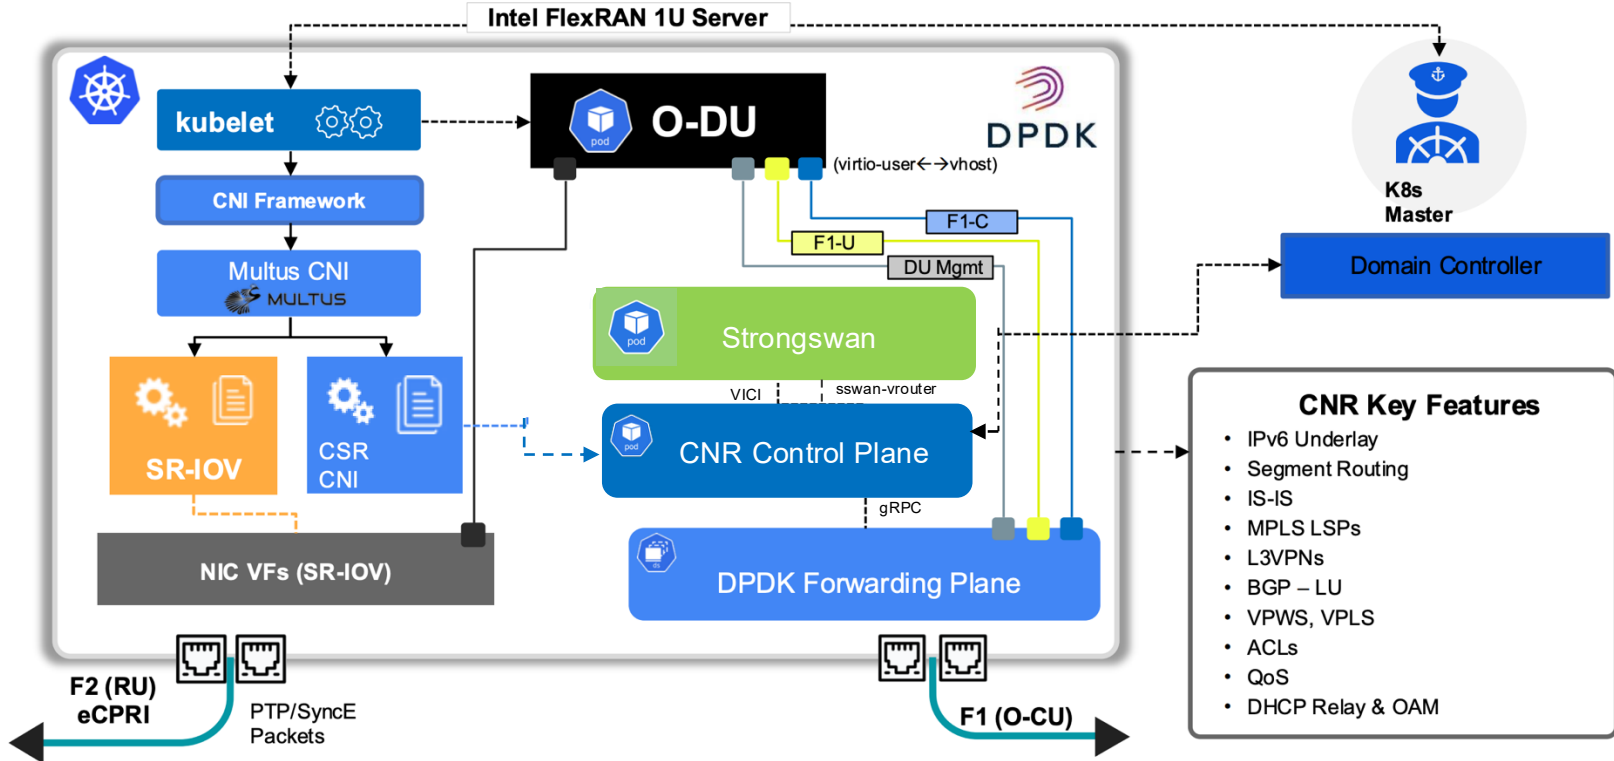 Intel FlexRAN 1U Server
kubelet
pod
O-DU
DPDK
(virtio-user←→vhost)
K8s
Master
CNI Framework
F1-C
F1-U
DU Mgmt
Domain Controller
Multus CNI
MULTUS
pod
Strongswan
VICI
sswan-vrouter
SR-IOV
CSR
CNI
pod
CNR Control Plane
gRPC
NIC VFs (SR-IOV)
ds
DPDK Forwarding Plane
CNR Key Features
• IPv6 Underlay
• Segment Routing
• IS-IS
• MPLS LSPs
• L3VPNs
• BGP – LU
• VPWS, VPLS
• ACLs
• QoS
• DHCP Relay & OAM
F2 (RU)
eCPRI
PTP/SyncE
Packets
F1 (O-CU)